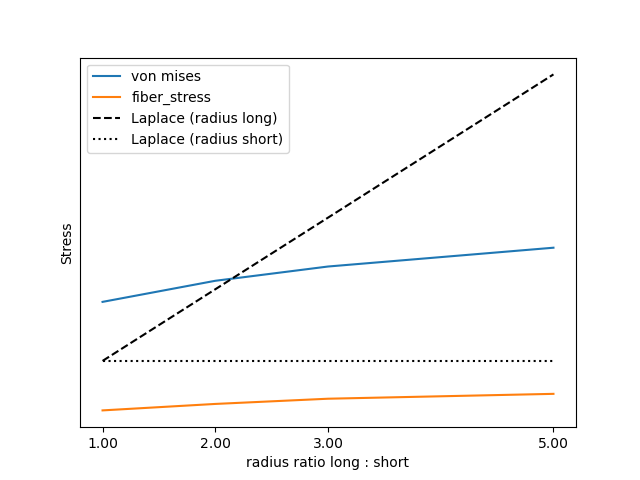 von mises
fiber_stress
Laplace (radius long)
Laplace (radius short)
Stress
1.00 2.00 3.00 5.00
radius ratio long : short